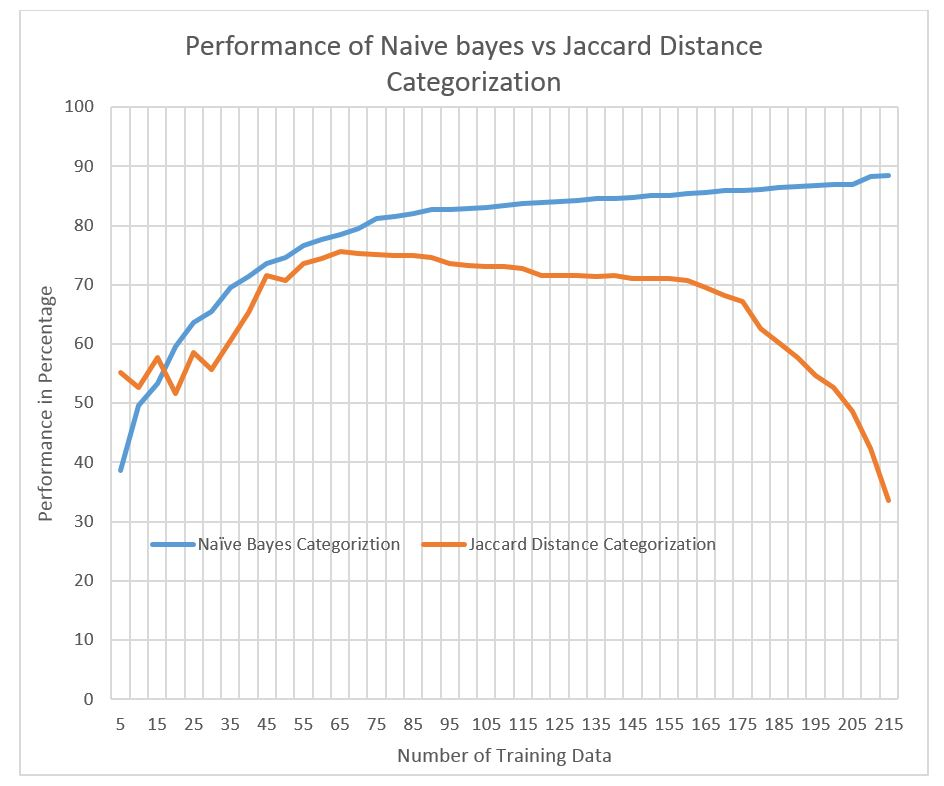 Performance of Naive bayes vs Jaccard Distance
Categorization
100
90
80
70
60
50
40
30
20
10
0
Performance in Percentage
Naïve Bayes Categoriztion
Jaccard Distance Categorization
5 15 25 35 45 55 65 75 85 95 105 115 125 135 145 155 165 175 185 195 205 215
Number of Training Data